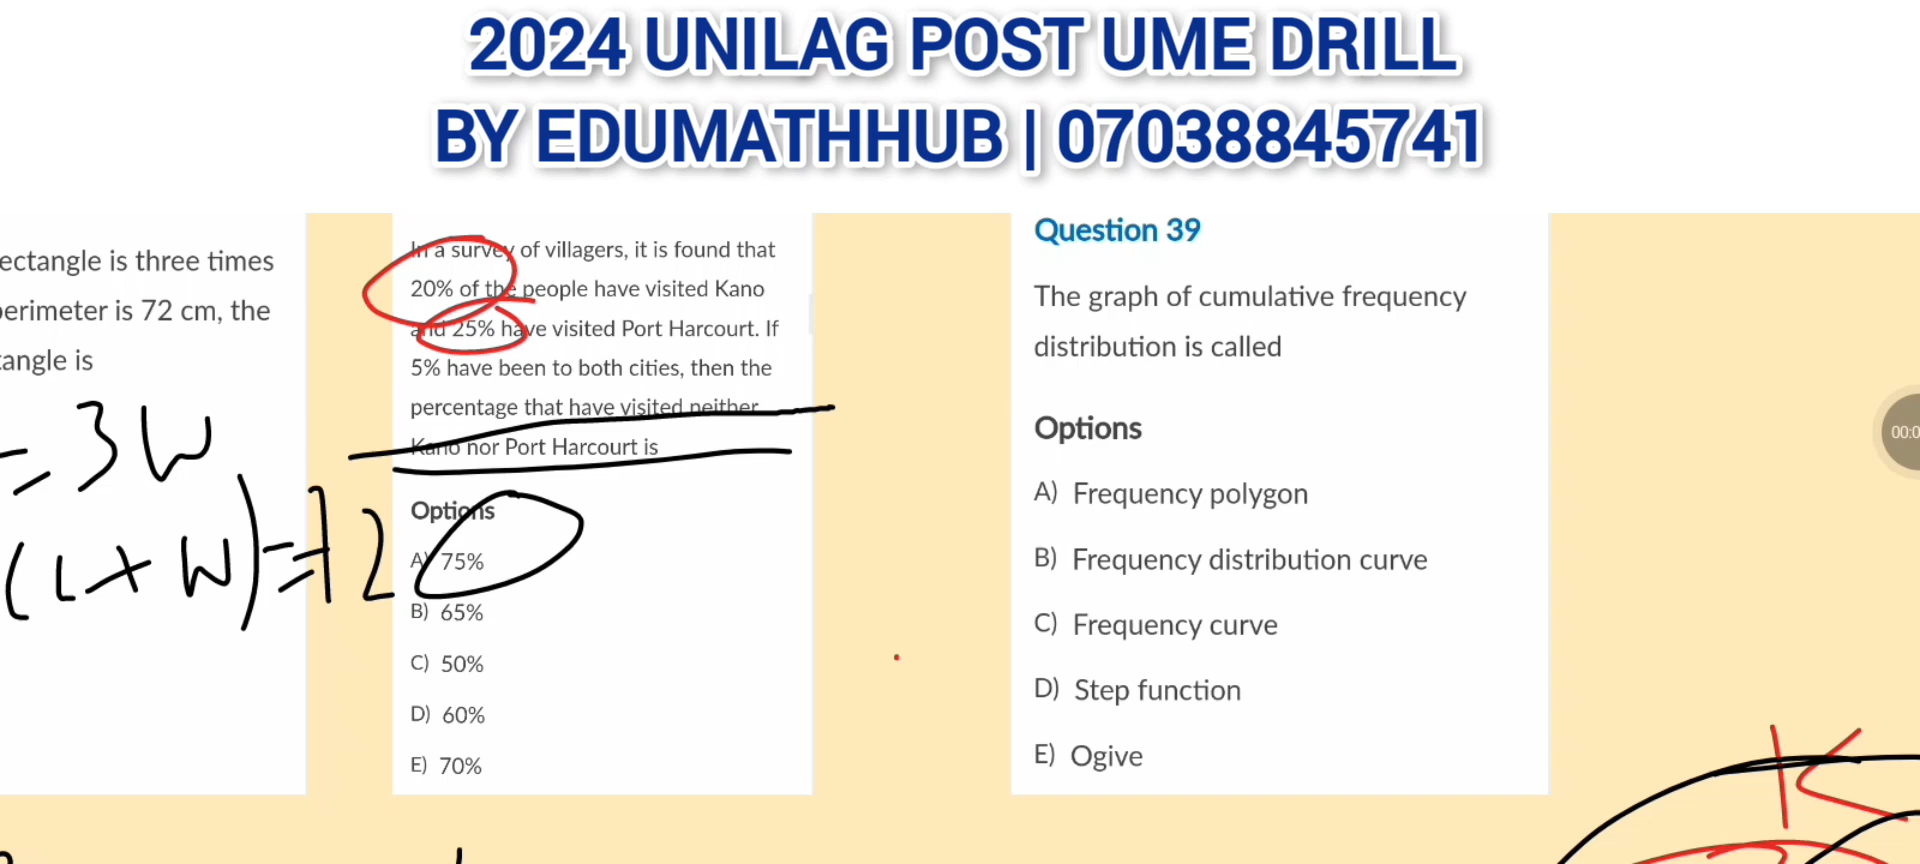 2024 UNILAG POST UME DRILL
BY EDUMATHHUB | 07038845741
ectangle is three times
perimeter is 72 cm, the
tangle is
= 3W
(L+W)=72
In a survey of villagers, it is found that
20% of the people have visited Kano
and 25% have visited Port Harcourt. If
5% have been to both cities, then the
percentage that have visited neither
Kano nor Port Harcourt is
Options
A) 75%
B) 65%
C) 50%
D) 60%
E) 70%
Question 39
The graph of cumulative frequency
distribution is called
Options
A) Frequency polygon
B) Frequency distribution curve
C) Frequency curve
D) Step function
E) Ogive
00:0
K